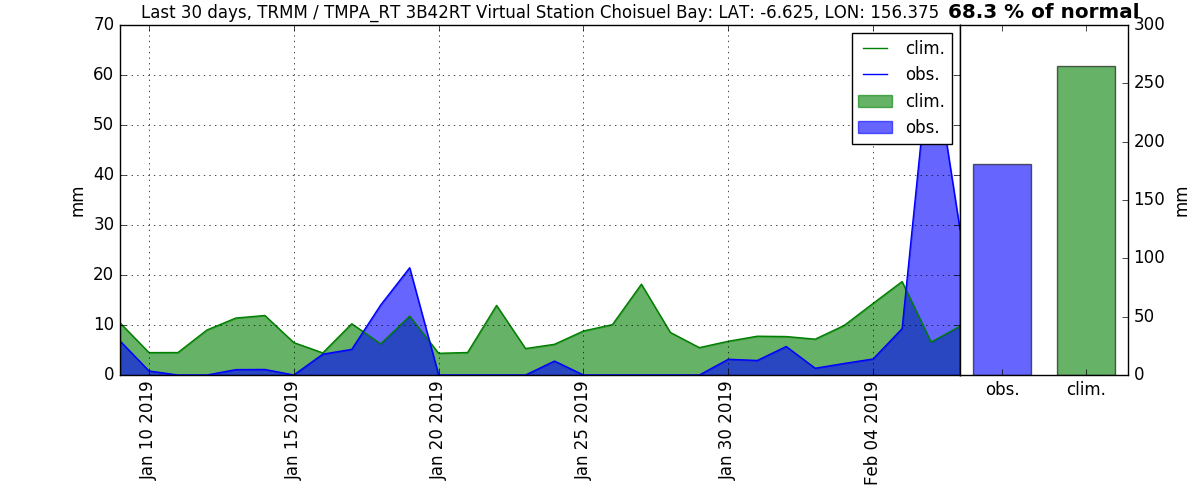 Last 30 days, TRMM / TMPA_RT 3B42RT Virtual Station Choisuel Bay: LAT: -6.625, LON: 156.375
68.3 % of normal
70
60
50
40
30
20
10
0
mm
clim.
obs.
clim.
obs.
300
250
200
150
100
50
0
mm
obs.
clim.
Jan 10 2019
Jan 15 2019
Jan 20 2019
Jan 25 2019
Jan 30 2019
Feb 04 2019